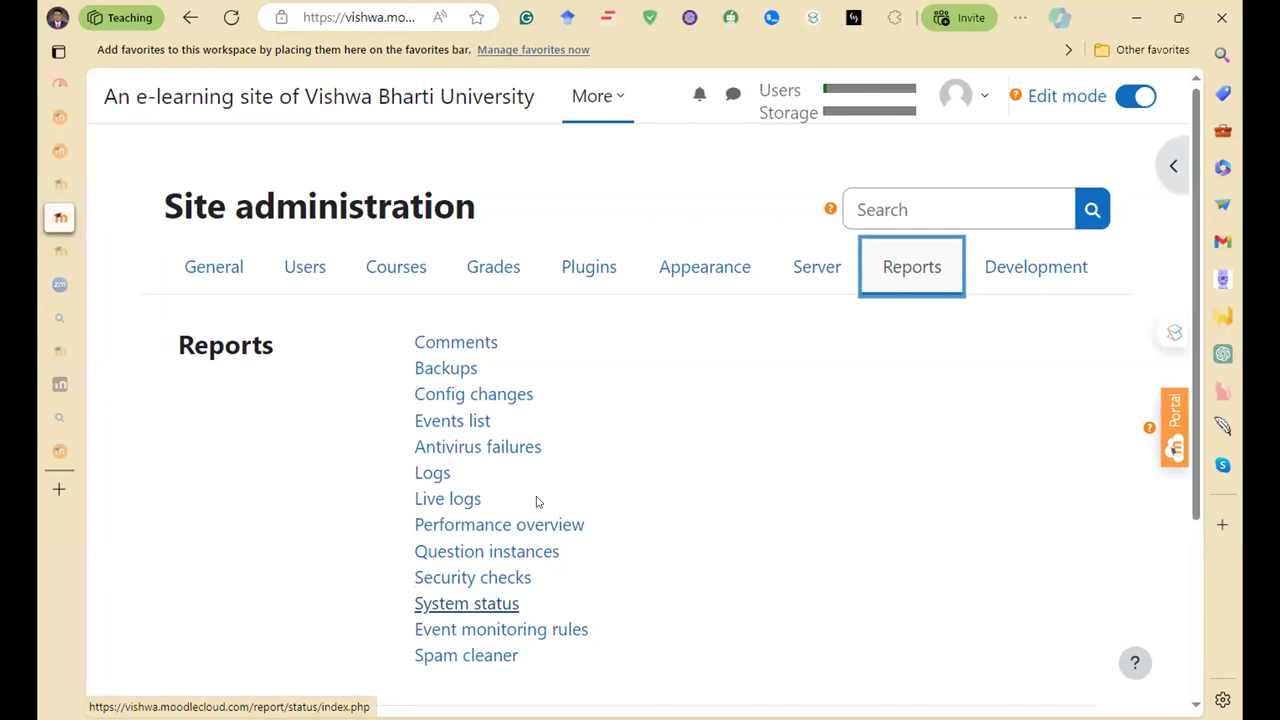 Teaching
https://vishwa.mo...
Invite
Add favorites to this workspace by placing them here on the favorites bar. Manage favorites now
Other favorites
An e-learning site of Vishwa Bharti University
More
Users
Storage
Edit mode
Site administration
Search
General Users Courses Grades Plugins Appearance Server Reports Development
Reports
Comments
Backups
Config changes
Events list
Antivirus failures
Logs
Live logs
Performance overview
Question instances
Security checks
System status
Event monitoring rules
Spam cleaner
Portal
?
zm
https://vishwa.moodlecloud.com/report/status/index.php